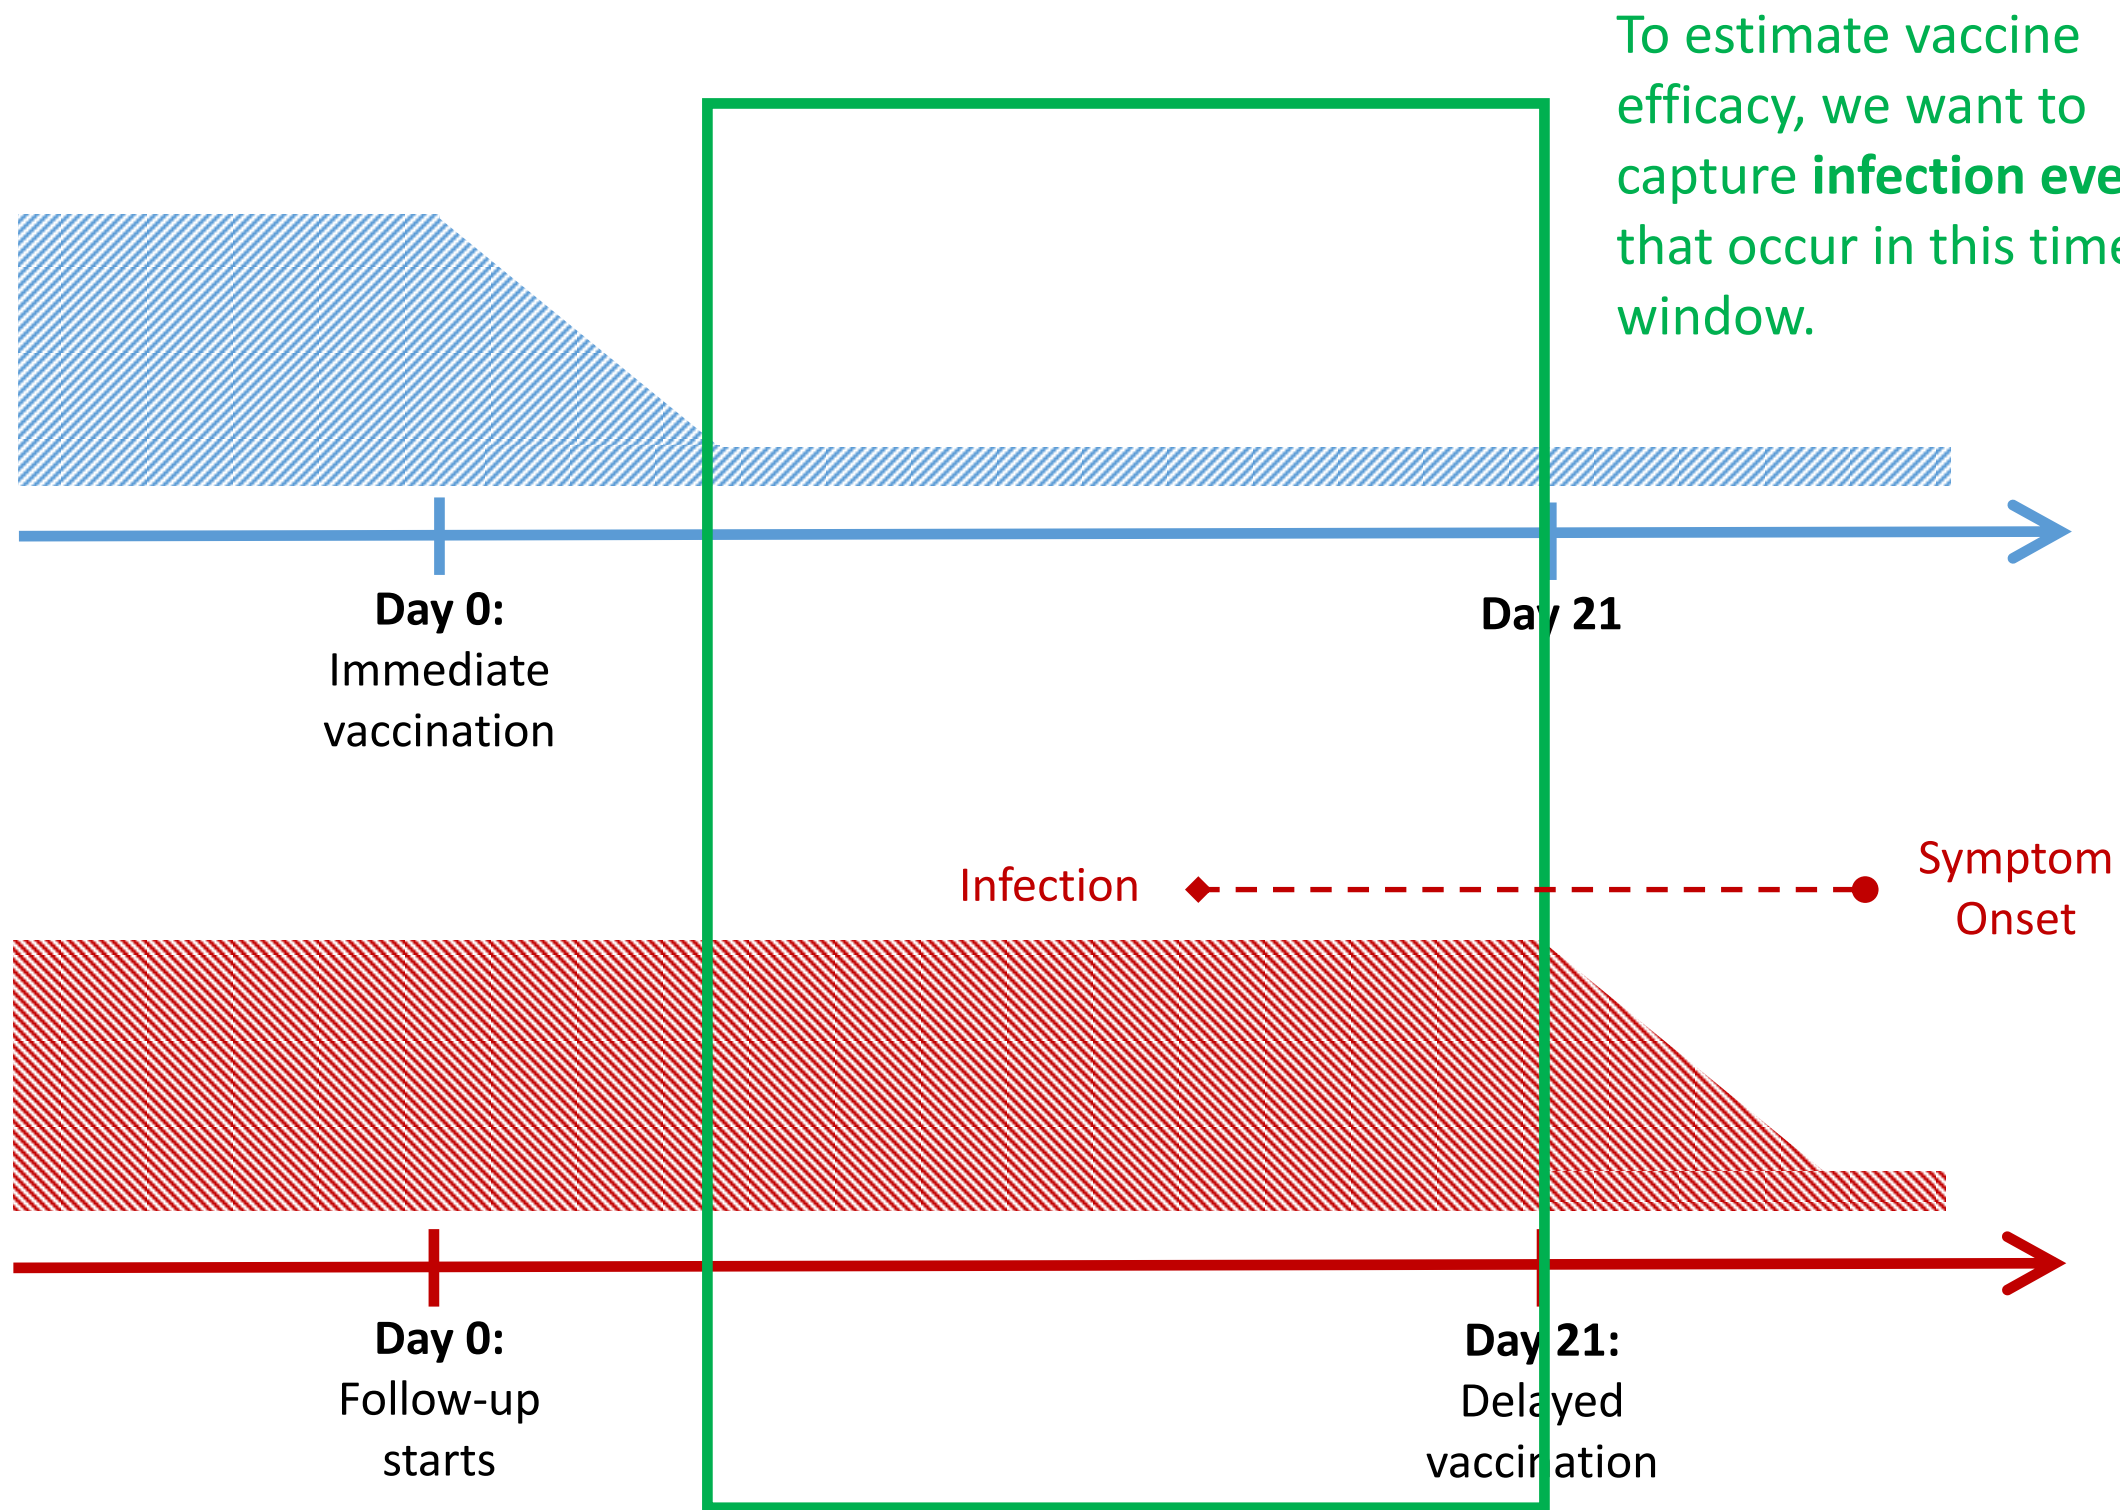 To estimate vaccine
efficacy, we want to
capture infection eve
that occur in this time
window.
Day 0:
Immediate
vaccination
Day 21
Infection
Symptom
Onset
Day 0:
Follow-up
starts
Day 21:
Delayed
vaccination